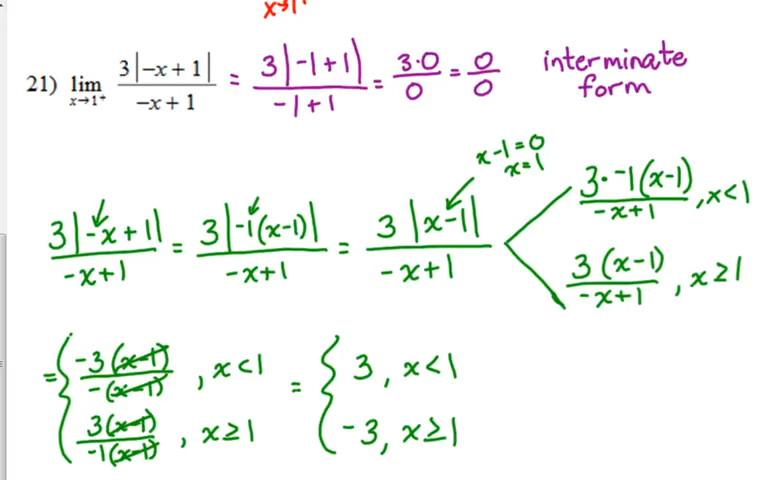 x→1⁺
21) lim x→1⁺ 3|−x + 1| / −x + 1 = 3|-1+1| / -1+1 = 3·0 / 0 = 0/0 interminate form
x-1=0
x=1
3|-x+1| / -x+1 = 3|-1(x-1)| / -x+1 = 3|x-1| / -x+1
3·-1(x-1) / -x+1 , x<1
3(x-1) / -x+1 , x≥1
= { -3(x-1) / -(x-1) , x<1 = { 3, x<1
3(x-1) / -1(x-1) , x≥1 -3, x≥1